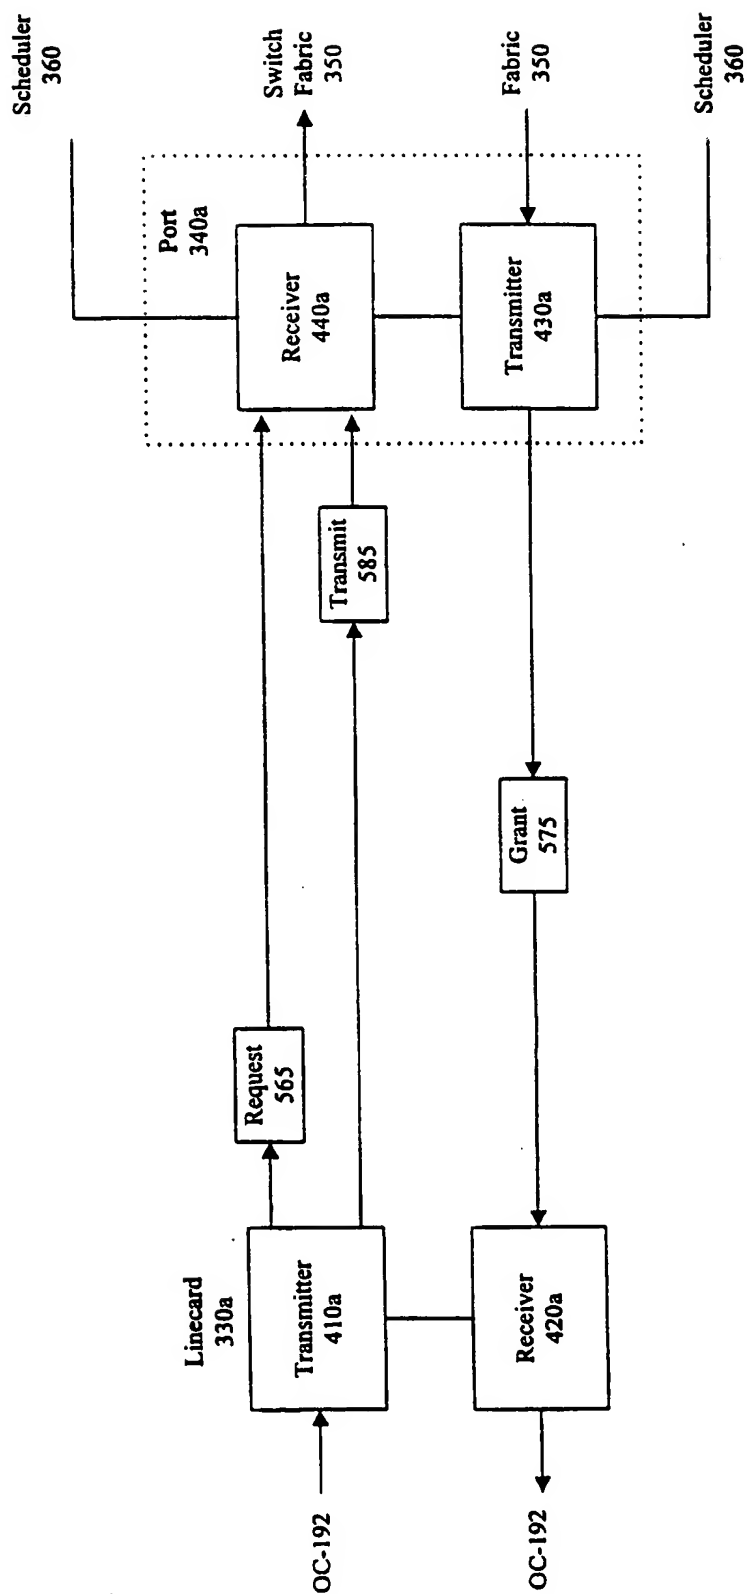 Linecard
330a
OC-192
Transmitter
410a
OC-192
Receiver
420a
Request
565
Transmit
585
Grant
575
Port
340a
Receiver
440a
Transmitter
430a
Scheduler
360
Switch
Fabric
350
Fabric
350
Scheduler
360